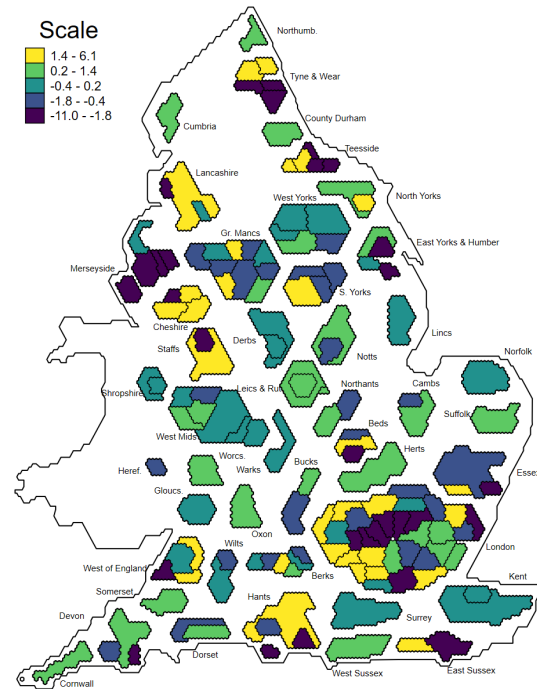 Scale
1.4 - 6.1
0.2 - 1.4
-0.4 - 0.2
-1.8 - -0.4
-11.0 - -1.8
Northumb.
Tyne & Wear
County Durham
Cumbria
Teesside
Lancashire
North Yorks
West Yorks
Gr. Mancs
East Yorks & Humber
Merseyside
S. Yorks
Cheshire
Lincs
Derbs
Staffs
Notts
Norfolk
Shropshire
Leics & Rut
Northants
Cambs
Suffolk
Beds
West Mids
Herts
Worcs.
Bucks
Heref.
Warks
Essex
Gloucs.
Oxon
Wilts
London
West of England
Berks
Kent
Somerset
Hants
Devon
Surrey
Dorset
West Sussex
East Sussex
Cornwall